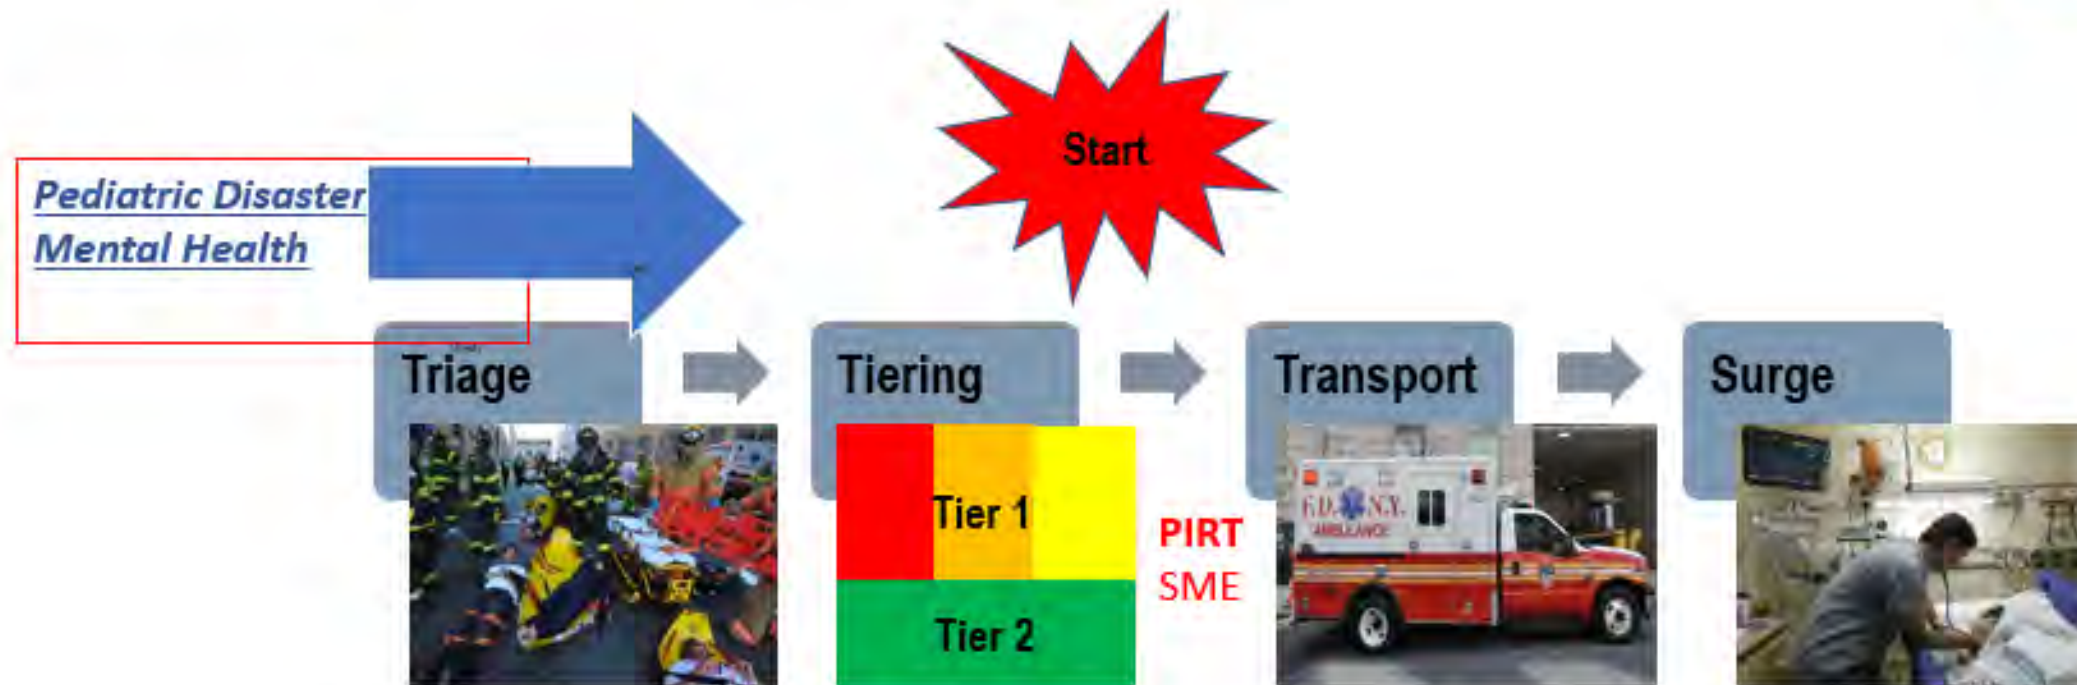 Start
Pediatric Disaster
Mental Health
Triage
Tiering
Transport
Surge
Tier 1
Tier 2
PIRT
SME
F.D. N.Y.
AMBULANCE